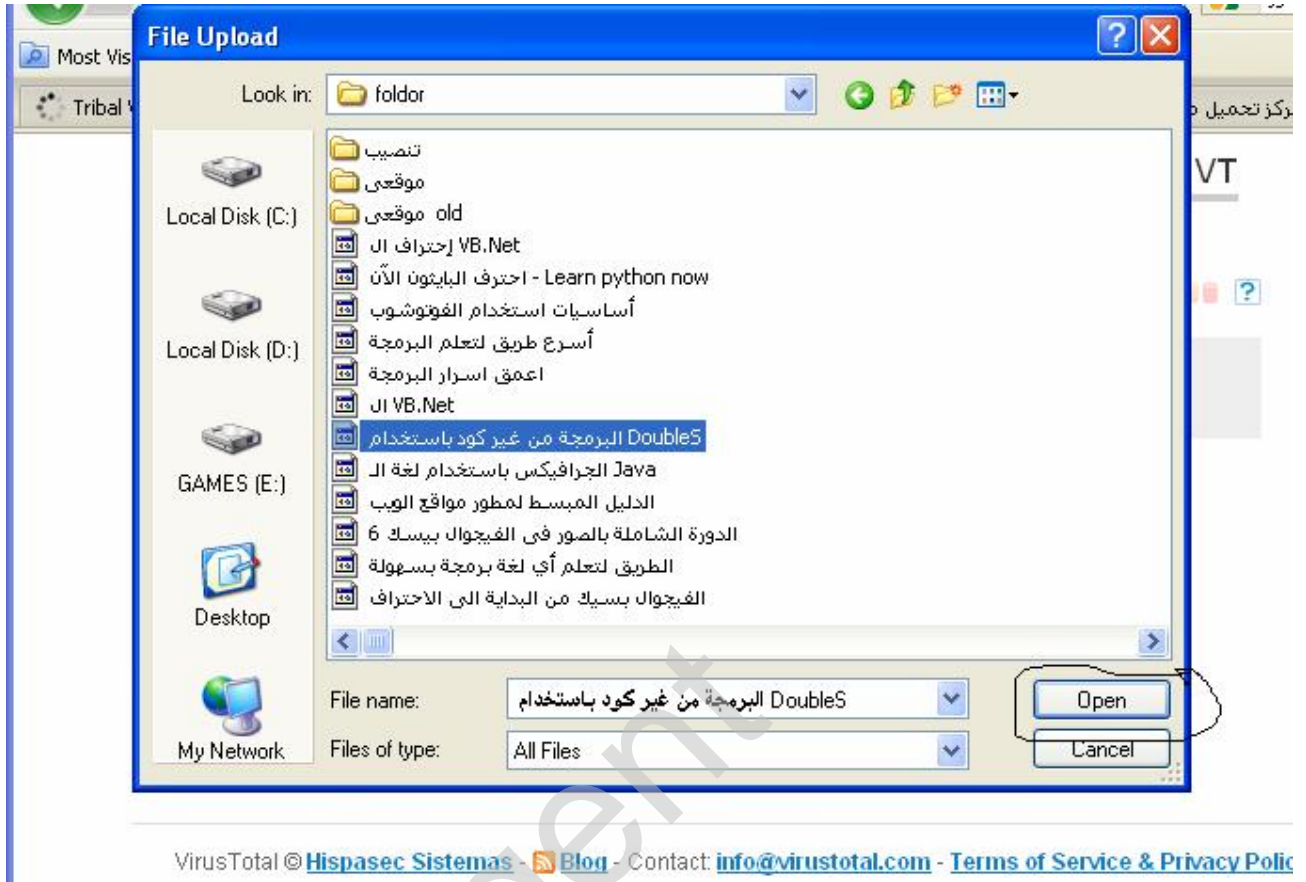 File Upload
Most Vis
Look in: foldor
Tribal
ركز تحميل
تنصيب
موقعى
old موقعى
VT
Local Disk (C:)
VB.Net إحتراف ال
Learn python now - احترف البايثون الآن
أساسيات استخدام الفوتوشوب
Local Disk (D:)
أسرع طريق لتعلم البرمجة
اعمق اسرار البرمجة
ال VB.Net
DoubleS البرمجة من غير كود باستخدام
Java الجرافيكس باستخدام لغة الـ
GAMES (E:)
الدليل المبسط لمطور مواقع الويب
الدورة الشاملة بالصور فى الفيجوال بيسك 6
الطريق لتعلم أي لغة برمجة بسهولة
الفيجوال بسيك من البداية الى الاحتراف
Desktop
File name: DoubleS البرمجة من غير كود باستخدام
Open
My Network
Files of type: All Files
Cancel
VirusTotal © Hispasec Sistemas - Blog - Contact: info@virustotal.com - Terms of Service & Privacy Polic